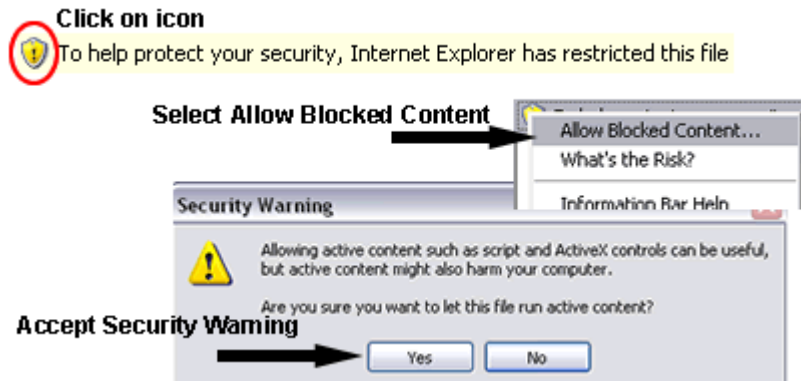 Click on icon
To help protect your security, Internet Explorer has restricted this file
Select Allow Blocked Content
Allow Blocked Content...
What's the Risk?
Information Bar Help
Security Warning
Allowing active content such as script and ActiveX controls can be useful,
but active content might also harm your computer.
Are you sure you want to let this file run active content?
Accept Security Warning
Yes No